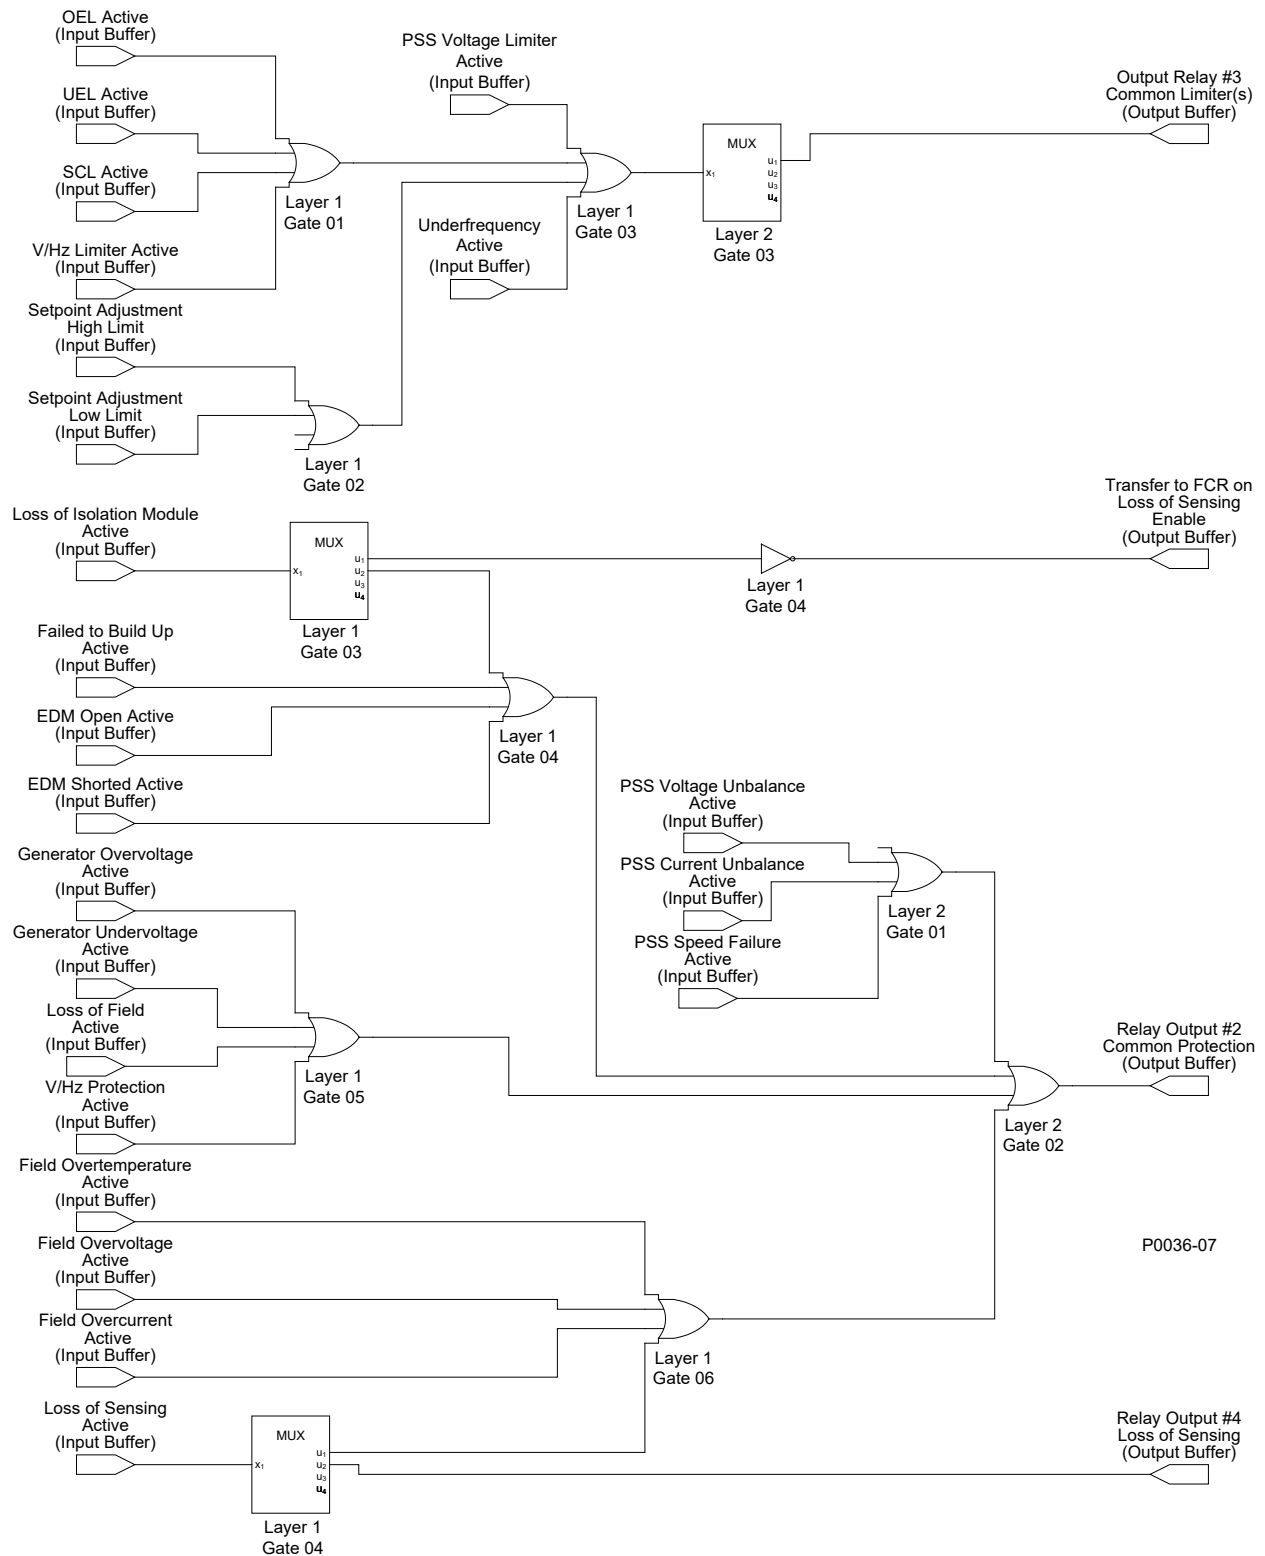 OEL Active
(Input Buffer)
UEL Active
(Input Buffer)
SCL Active
(Input Buffer)
V/Hz Limiter Active
(Input Buffer)
Layer 1
Gate 01
PSS Voltage Limiter
Active
(Input Buffer)
Underfrequency
Active
(Input Buffer)
Layer 1
Gate 03
MUX
x₁
u₁
u₂
u₃
u₄
Layer 2
Gate 03
Output Relay #3
Common Limiter(s)
(Output Buffer)
Setpoint Adjustment
High Limit
(Input Buffer)
Setpoint Adjustment
Low Limit
(Input Buffer)
Layer 1
Gate 02
Loss of Isolation Module
Active
(Input Buffer)
MUX
x₁
u₁
u₂
u₃
u₄
Layer 1
Gate 03
Layer 1
Gate 04
Transfer to FCR on
Loss of Sensing
Enable
(Output Buffer)
Failed to Build Up
Active
(Input Buffer)
EDM Open Active
(Input Buffer)
EDM Shorted Active
(Input Buffer)
Layer 1
Gate 04
PSS Voltage Unbalance
Active
(Input Buffer)
PSS Current Unbalance
Active
(Input Buffer)
PSS Speed Failure
Active
(Input Buffer)
Layer 2
Gate 01
Generator Overvoltage
Active
(Input Buffer)
Generator Undervoltage
Active
(Input Buffer)
Loss of Field
Active
(Input Buffer)
V/Hz Protection
Active
(Input Buffer)
Layer 1
Gate 05
Relay Output #2
Common Protection
(Output Buffer)
Layer 2
Gate 02
Field Overtemperature
Active
(Input Buffer)
Field Overvoltage
Active
(Input Buffer)
Field Overcurrent
Active
(Input Buffer)
Layer 1
Gate 06
P0036-07
Loss of Sensing
Active
(Input Buffer)
MUX
x₁
u₁
u₂
u₃
u₄
Layer 1
Gate 04
Relay Output #4
Loss of Sensing
(Output Buffer)